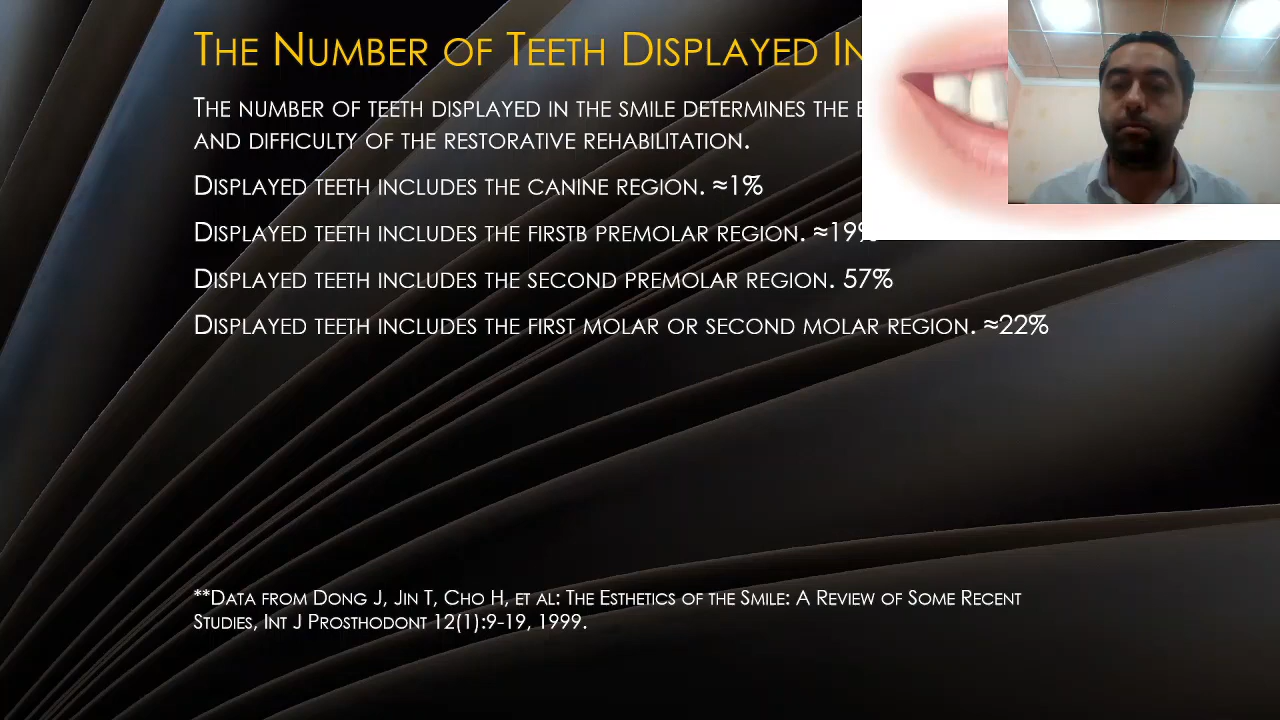 The Number of Teeth Displayed In
The number of teeth displayed in the smile determines the
and difficulty of the restorative rehabilitation.
Displayed teeth includes the canine region. ≈1%
Displayed teeth includes the firstb premolar region. ≈19%
Displayed teeth includes the second premolar region. 57%
Displayed teeth includes the first molar or second molar region. ≈22%
**Data from Dong J, Jin T, Cho H, et al: The Esthetics of the Smile: A Review of Some Recent
Studies, Int J Prosthodont 12(1):9-19, 1999.